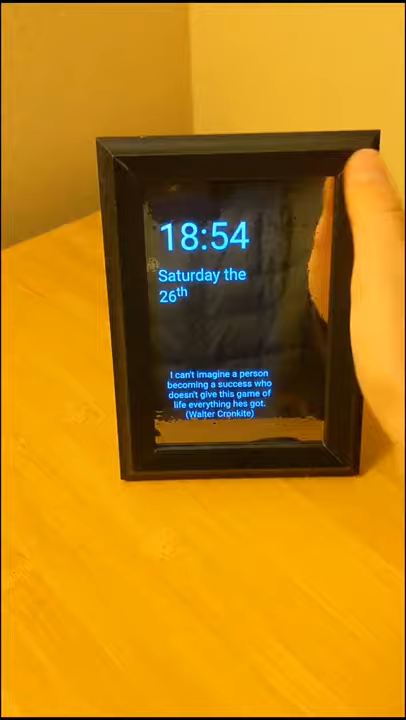 18:54
Saturday the
26th
I can't imagine a person
becoming a success who
doesn't give this game of
life everything hes got.
(Walter Cronkite)